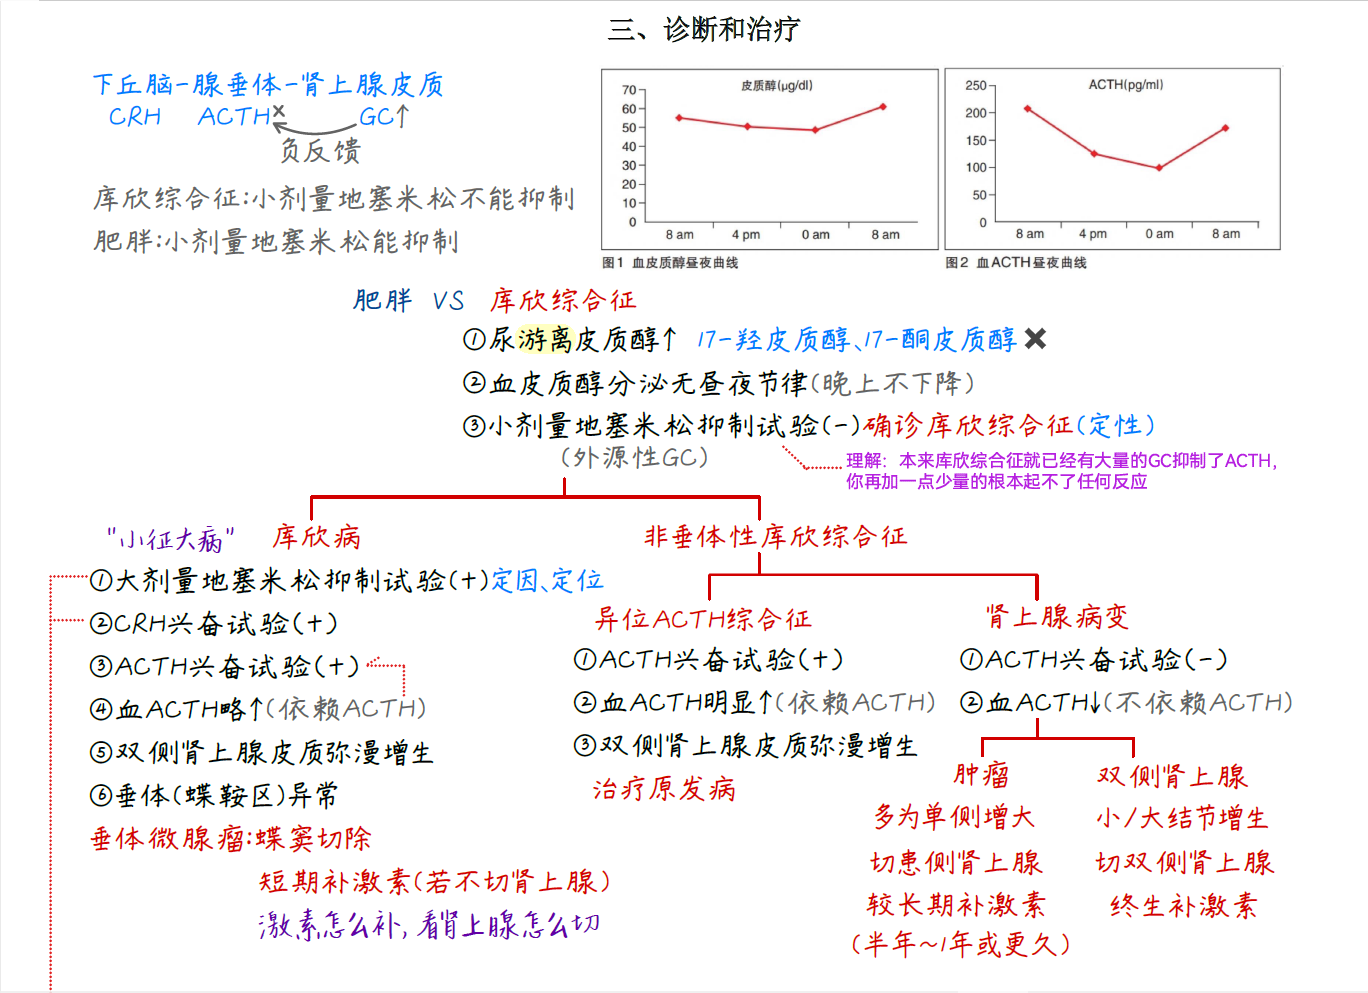 三、诊断和治疗
下丘脑-腺垂体-肾上腺皮质
CRH ACTH× GC↑
负反馈
库欣综合征:小剂量地塞米松不能抑制
肥胖:小剂量地塞米松能抑制
皮质醇(μg/dl)
70
60
50
40
30
20
10
0
8 am 4 pm 0 am 8 am
图1 血皮质醇昼夜曲线
ACTH(pg/ml)
250
200
150
100
50
0
8 am 4 pm 0 am 8 am
图2 血ACTH昼夜曲线
肥胖 VS 库欣综合征
①尿游离皮质醇↑ 17-羟皮质醇、17-酮皮质醇✖
②血皮质醇分泌无昼夜节律(晚上不下降)
③小剂量地塞米松抑制试验(-)确诊库欣综合征(定性)
(外源性GC)
理解：本来库欣综合征就已经有大量的GC抑制了ACTH，
你再加一点少量的根本起不了任何反应
"小征大病" 库欣病
①大剂量地塞米松抑制试验(+)定因、定位
②CRH兴奋试验(+)
③ACTH兴奋试验(+)
④血ACTH略↑(依赖ACTH)
⑤双侧肾上腺皮质弥漫增生
⑥垂体(蝶鞍区)异常
垂体微腺瘤:蝶窦切除
短期补激素(若不切肾上腺)
激素怎么补,看肾上腺怎么切
非垂体性库欣综合征
异位ACTH综合征
①ACTH兴奋试验(+)
②血ACTH明显↑(依赖ACTH)
③双侧肾上腺皮质弥漫增生
治疗原发病
肾上腺病变
①ACTH兴奋试验(-)
②血ACTH↓(不依赖ACTH)
肿瘤
多为单侧增大
切患侧肾上腺
较长期补激素
(半年~1年或更久)
双侧肾上腺
小/大结节增生
切双侧肾上腺
终生补激素